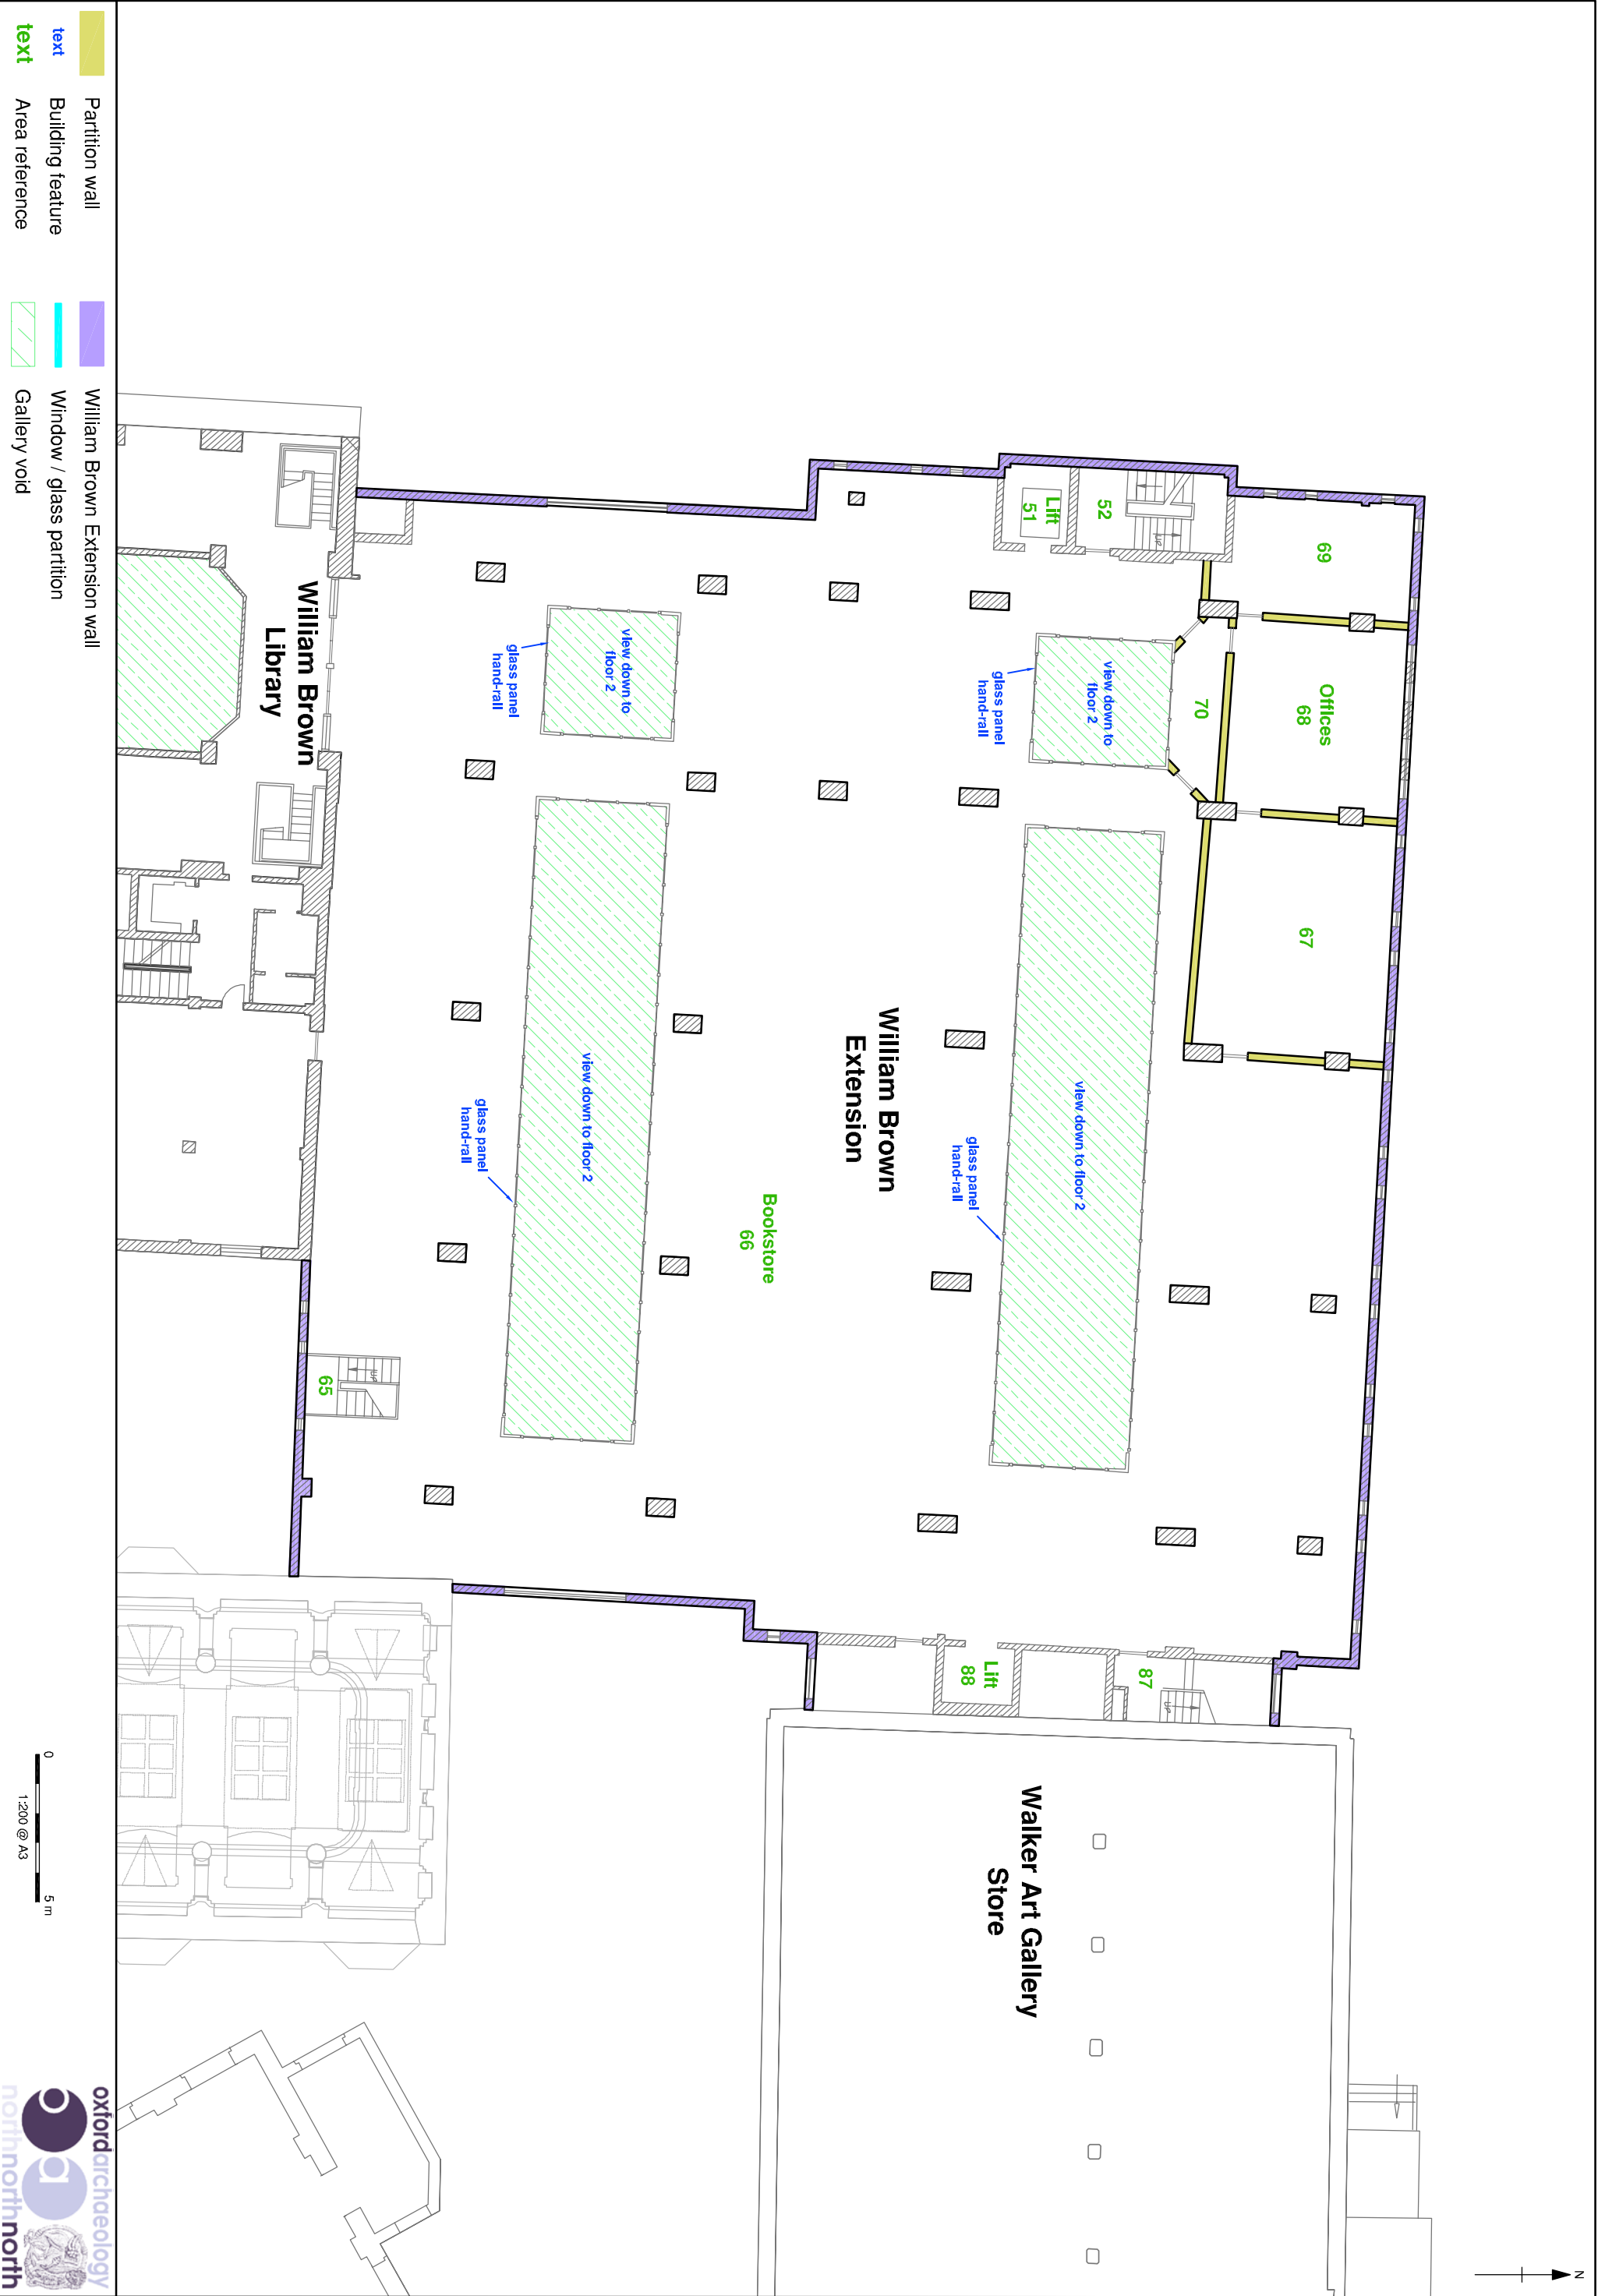 N
69
Offices
68
67
70
52
UP
Lift
51
view down to
floor 2
glass panel
hand-rail
view down to floor 2
glass panel
hand-rail
William Brown
Extension
Bookstore
66
87
UP
Lift
88
Walker Art Gallery
Store
view down to
floor 2
glass panel
hand-rail
view down to floor 2
glass panel
hand-rail
65
UP
William Brown
Library
Partition wall
William Brown Extension wall
text
Building feature
Window / glass partition
text
Area reference
Gallery void
0
5 m
1:200 @ A3
oxfordarchaeology
northnorthnorth